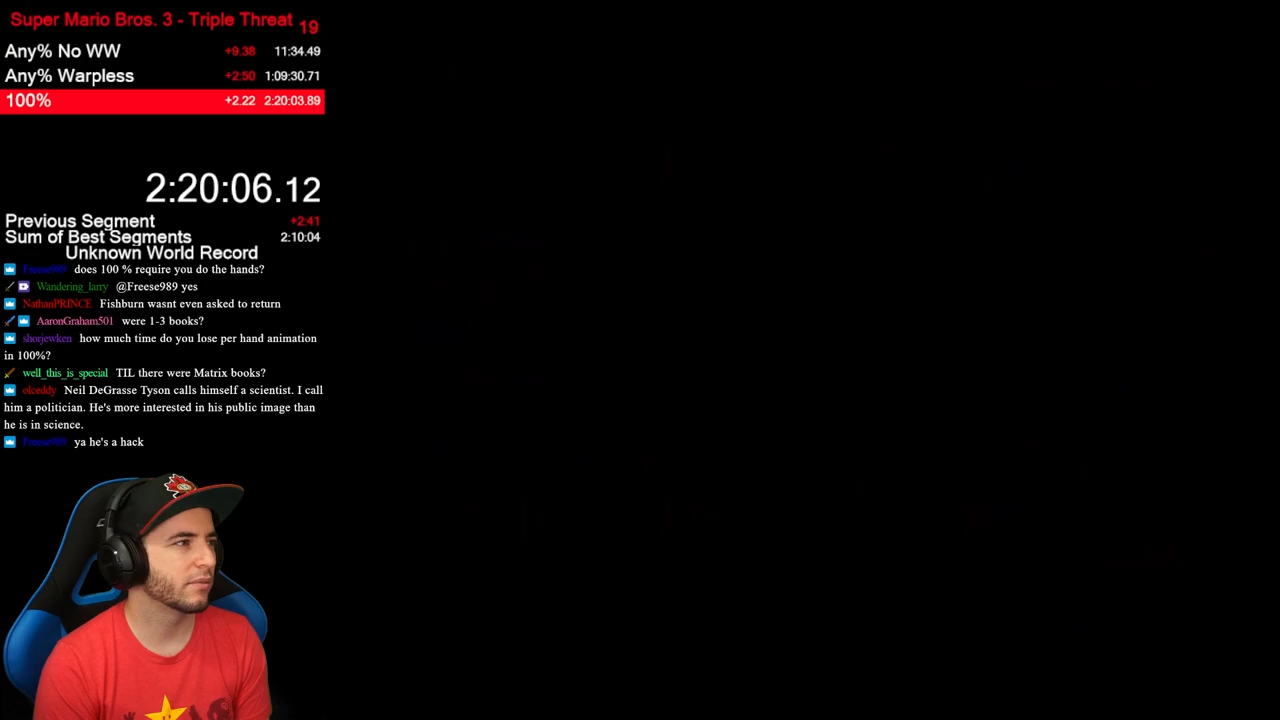 Super Mario Bros. 3 - Triple Threat 19
Any% No WW +9.38 11:34.49
Any% Warpless +2:50 1:09:30.71
100% +2.22 2:20:03.89
2:20:06.12
Previous Segment +2:41
Sum of Best Segments 2:10:04
Unknown World Record
Freese989 does 100 % require you do the hands?
Wandering_larry @Freese989 yes
NathanPRINCE Fishburn wasnt even asked to return
AaronGraham501 were 1-3 books?
shorjewken how much time do you lose per hand animation
in 100%?
well_this_is_special TIL there were Matrix books?
olceddy Neil DeGrasse Tyson calls himself a scientist. I call
him a politician. He's more interested in his public image than
he is in science.
Freese989 ya he's a hack